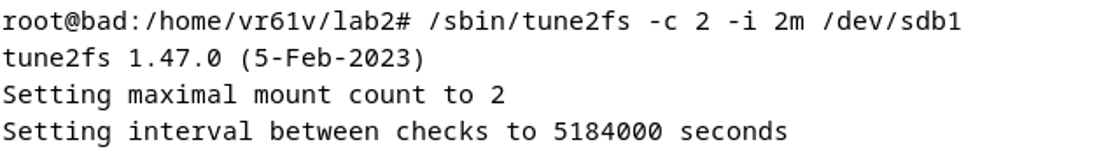 root@bad:/home/vr61v/lab2# /sbin/tune2fs -c 2 -i 2m /dev/sdb1
tune2fs 1.47.0 (5-Feb-2023)
Setting maximal mount count to 2
Setting interval between checks to 5184000 seconds